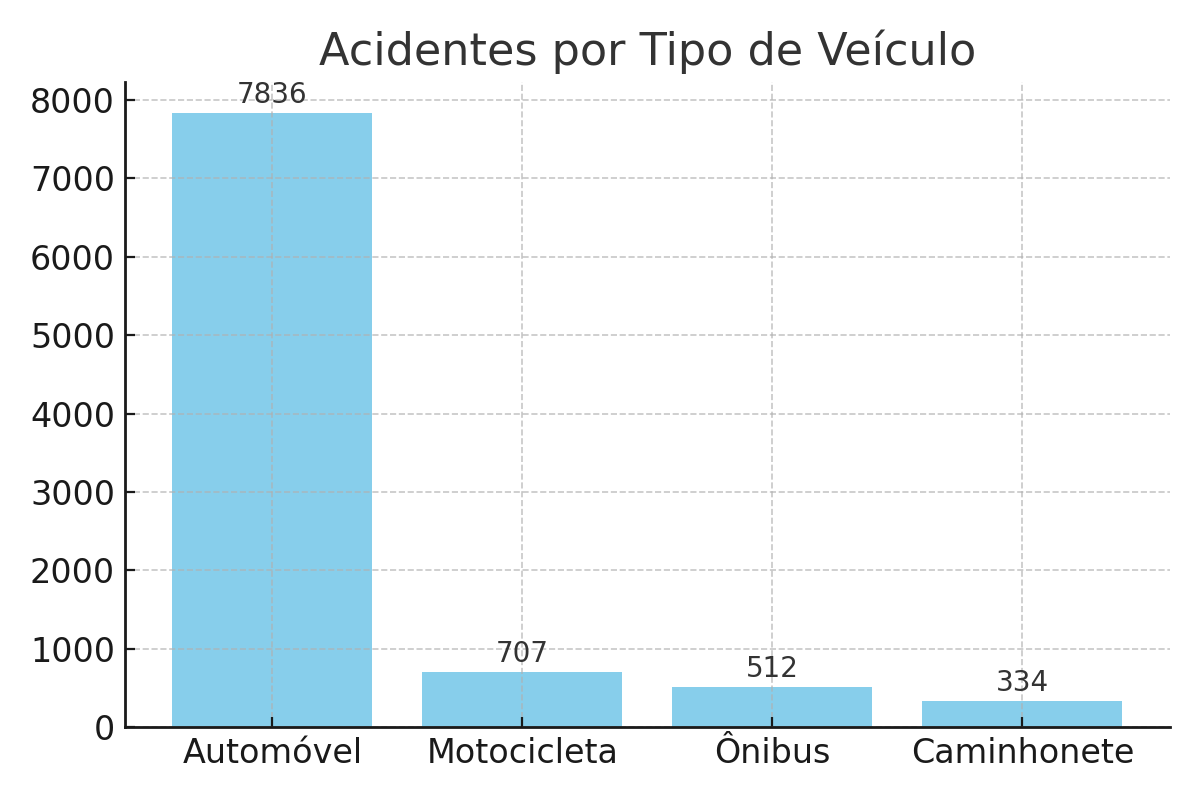 Acidentes por Tipo de Veículo
8000
7000
6000
5000
4000
3000
2000
1000
0
7836
707
512
334
Automóvel
Motocicleta
Ônibus
Caminhonete